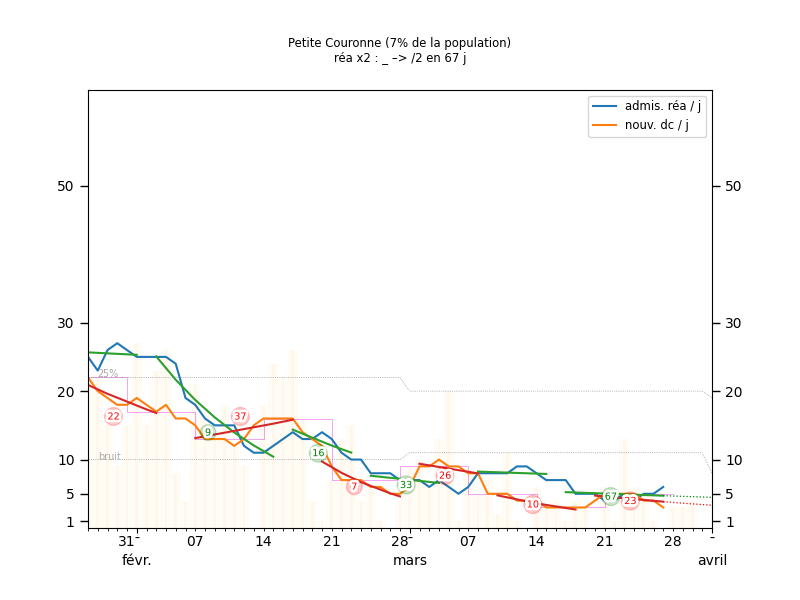 Petite Couronne (7% de la population)
réa x2 : _ –> /2 en 67 j
admis. réa / j
nouv. dc / j
50 50
30 30
25%
20 20
22
37
9
16
bruit
10 10
7
33
26
5 5
10
67
23
1 1
31 07 14 21 28 07 14 21 28
févr. mars avril